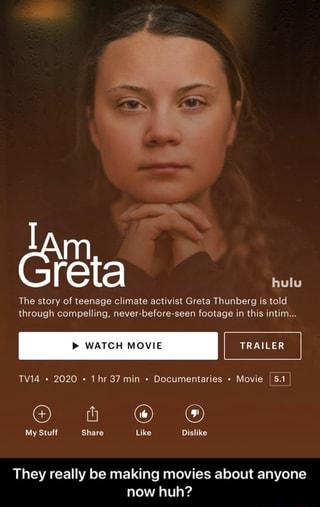 I Am
Greta
hulu
The story of teenage climate activist Greta Thunberg is told
through compelling, never-before-seen footage in this intim...
WATCH MOVIE
TRAILER
TV14 • 2020 • 1 hr 37 min • Documentaries • Movie 5.1
My Stuff
Share
Like
Dislike
They really be making movies about anyone
now huh?